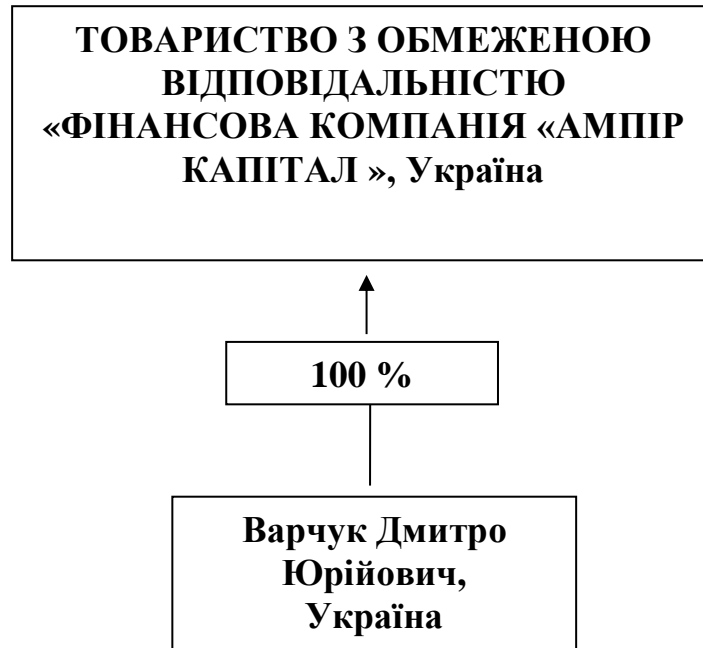 ТОВАРИСТВО З ОБМЕЖЕНОЮ
ВІДПОВІДАЛЬНІСТЮ
«ФІНАНСОВА КОМПАНІЯ «АМПІР
КАПІТАЛ », Україна
100 %
Варчук Дмитро
Юрійович,
Україна